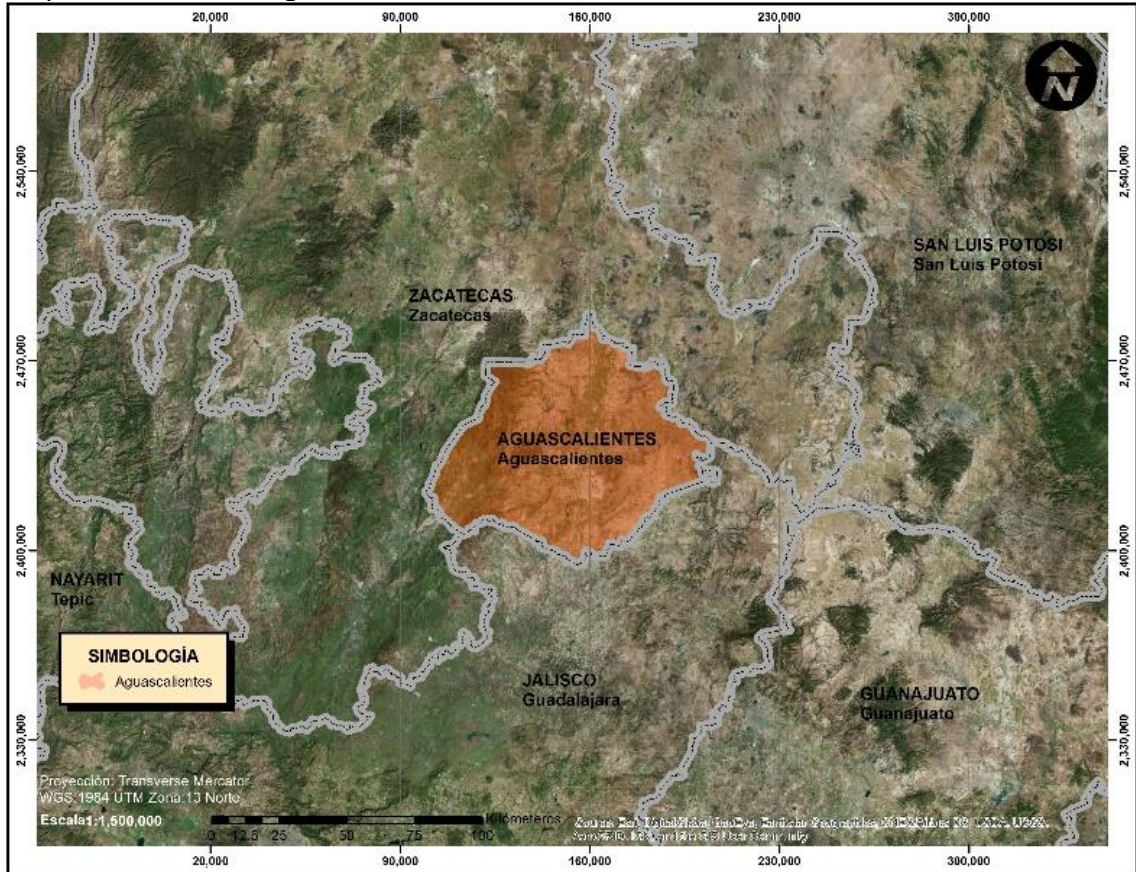 20,000 90,000 160,000 230,000 300,000
N
2,540,000 2,540,000
SAN LUIS POTOSI
San Luis Potosi
ZACATECAS
Zacatecas
2,470,000 2,470,000
AGUASCALIENTES
Aguascalientes
2,400,000 2,400,000
NAYARIT
Tepic
SIMBOLOGÍA
Aguascalientes
JALISCO
Guadalajara
GUANAJUATO
Guanajuato
2,330,000 2,330,000
Proyección: Transverse Mercator
WGS:1984 UTM Zona:13 Norte
Escala1:1,500,000
Kilómeteros
0 12.5 25 50 75 100
20,000 90,000 160,000 230,000 300,000